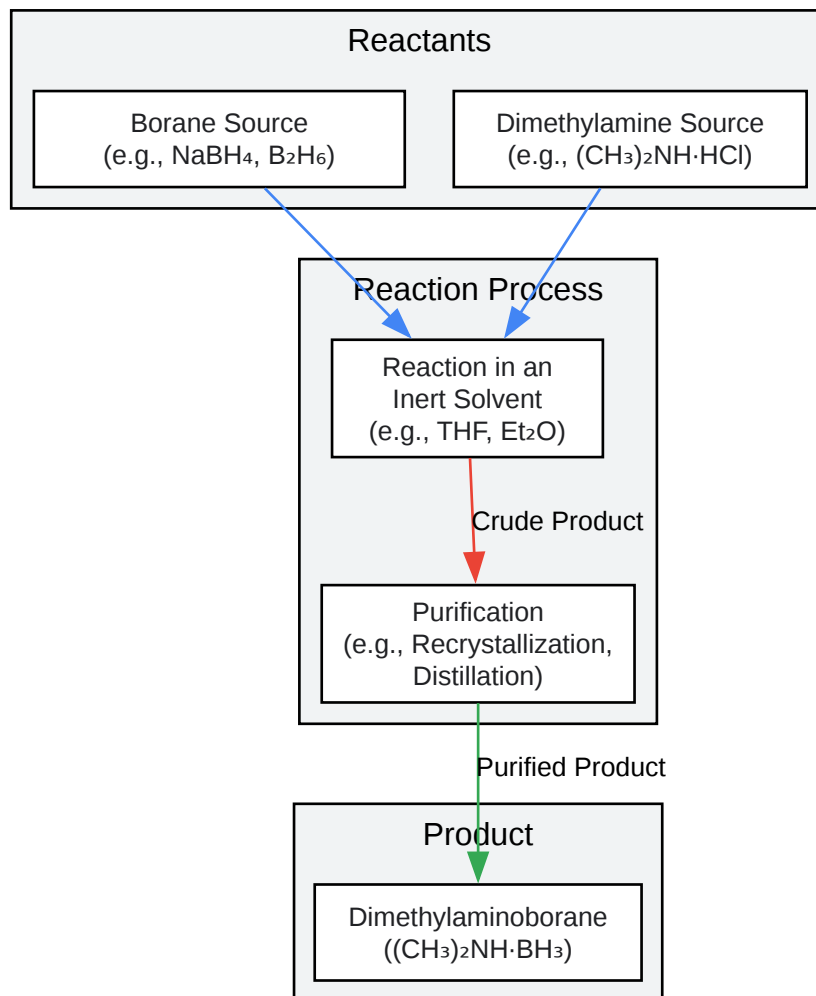 Reactants
Borane Source
(e.g., NaBH₄, B₂H₆)
Dimethylamine Source
(e.g., (CH₃)₂NH·HCl)
Reaction Process
Reaction in an
Inert Solvent
(e.g., THF, Et₂O)
Crude Product
Purification
(e.g., Recrystallization,
Distillation)
Purified Product
Product
Dimethylaminoborane
((CH₃)₂NH·BH₃)